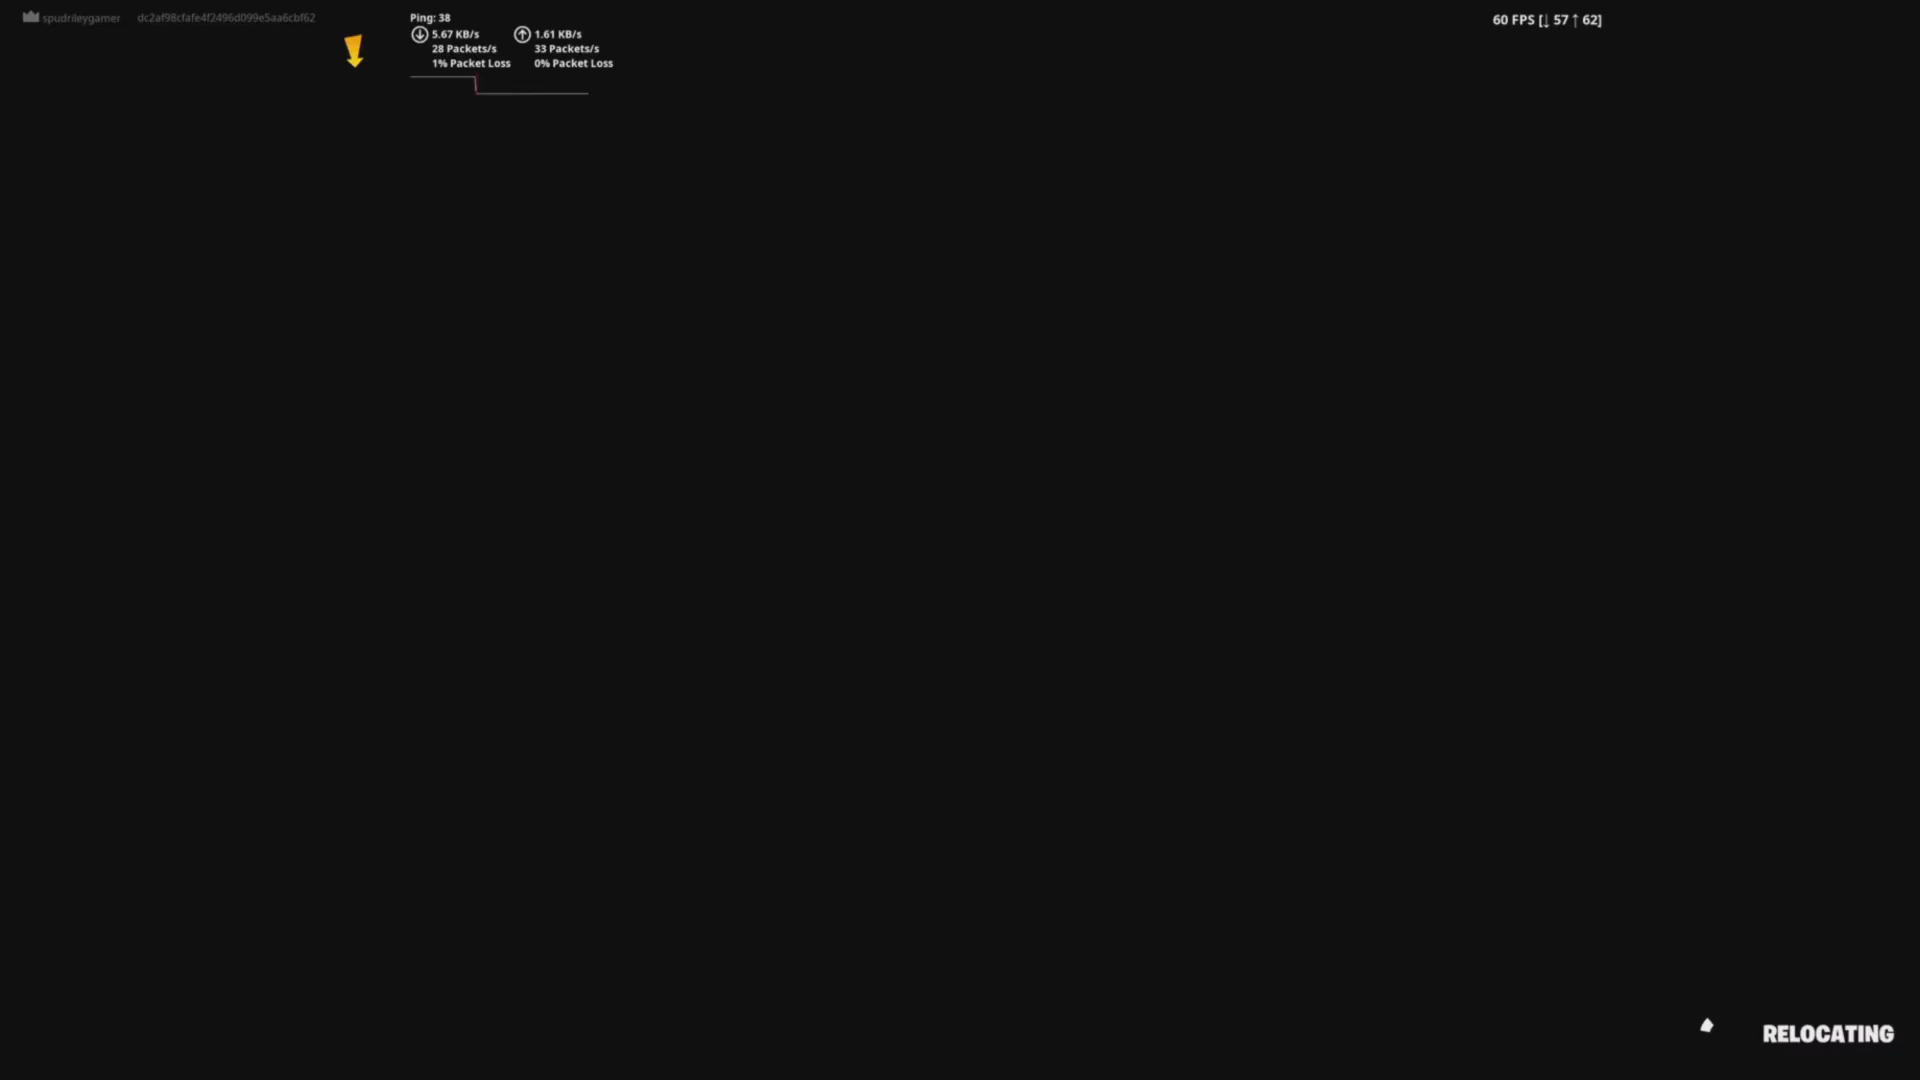 spudrileygamer dc2af98cfafe4f2496d099e5aa6cbf62
Ping: 38
5.67 KB/s 1.61 KB/s
28 Packets/s 33 Packets/s
1% Packet Loss 0% Packet Loss
60 FPS [↓ 57 ↑ 62]
RELOCATING